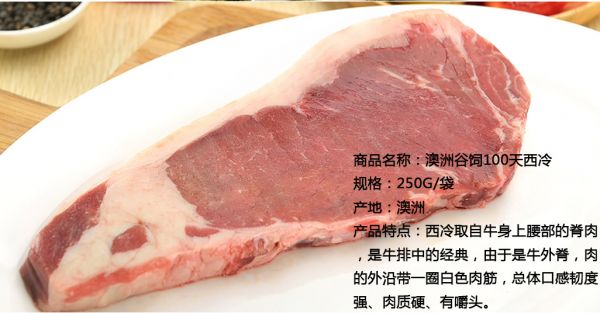 商品名称：澳洲谷饲100天西冷
规格：250G/袋
产地：澳洲
产品特点：西冷取自牛身上腰部的脊肉
，是牛排中的经典，由于是牛外脊，肉
的外沿带一圈白色肉筋，总体口感韧度
强、肉质硬、有嚼头。